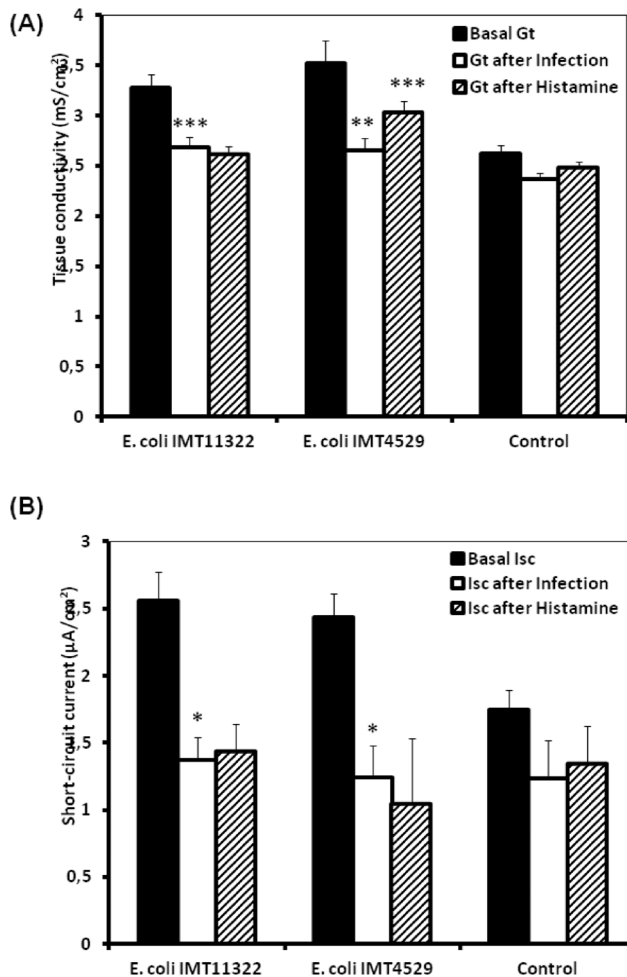 (A)
Tissue conductivity (mS/cm²)
4
3,5
3
2,5
2
1,5
1
0,5
0
Basal Gt
Gt after Infection
Gt after Histamine
***
**
***
E. coli IMT11322
E. coli IMT4529
Control
(B)
Short-circuit current (µA/cm²)
3
2,5
2
1,5
1
0,5
0
Basal Isc
Isc after Infection
Isc after Histamine
*
*
E. coli IMT11322
E. coli IMT4529
Control